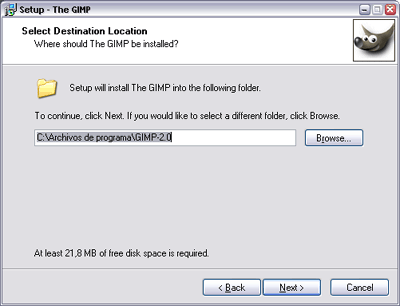 Setup - The GIMP
Select Destination Location
Where should The GIMP be installed?
Setup will install The GIMP into the following folder.
To continue, click Next. If you would like to select a different folder, click Browse.
C:\Archivos de programa\GIMP-2.0
Browse...
At least 21,8 MB of free disk space is required.
< Back
Next >
Cancel